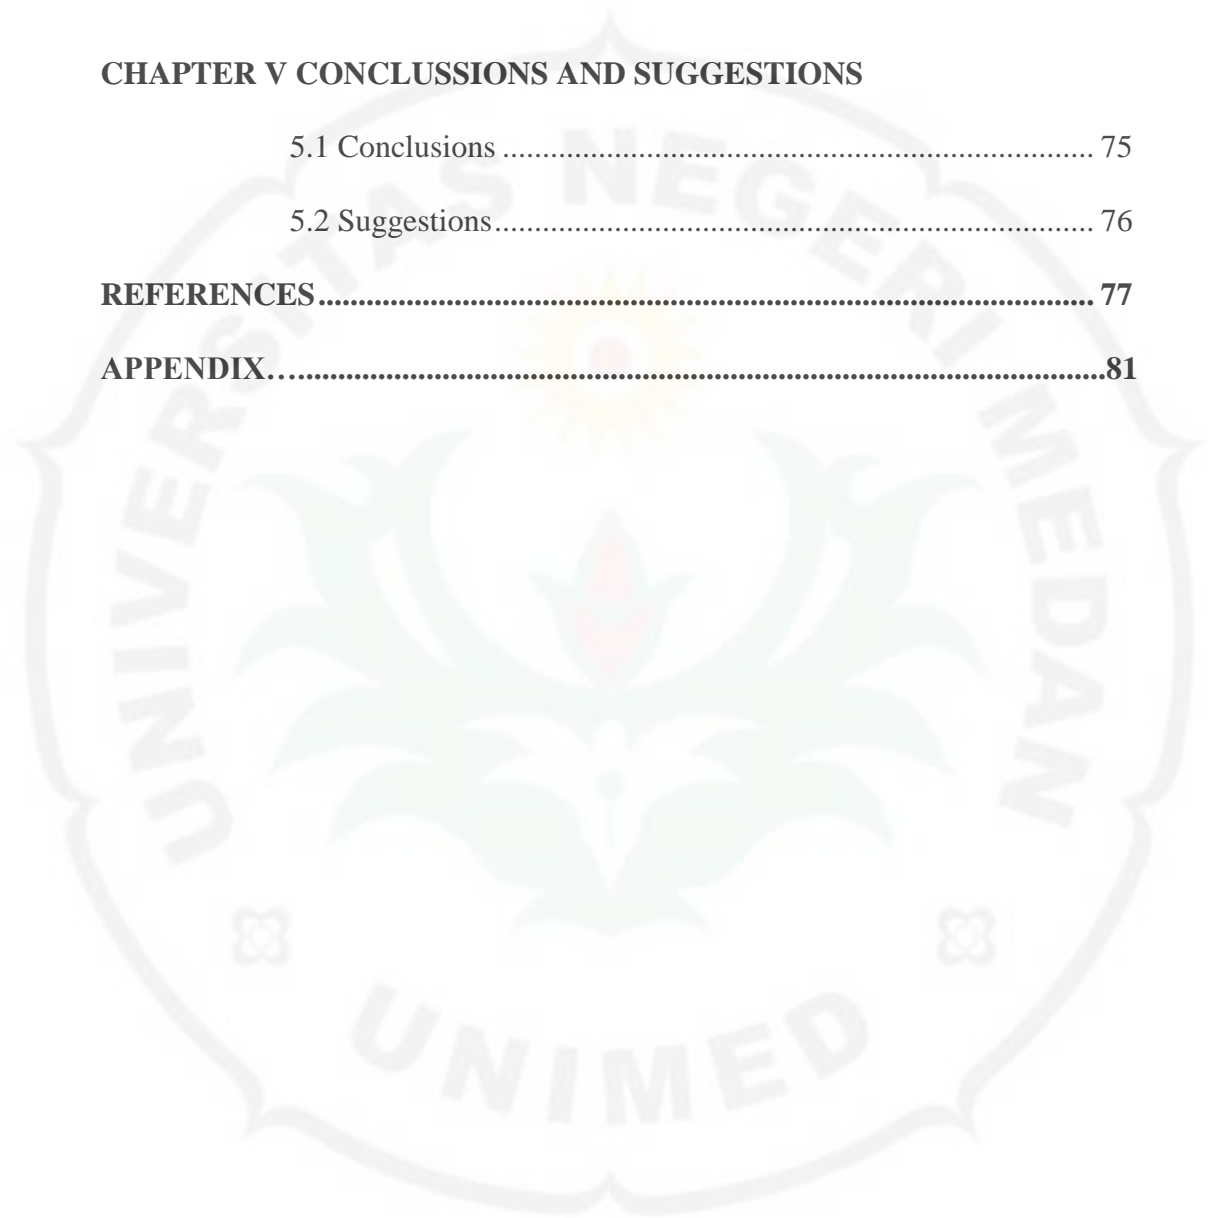 CHAPTER V CONCLUSSIONS AND SUGGESTIONS
5.1 Conclusions .......................................................................... 75
5.2 Suggestions........................................................................... 76
REFERENCES................................................................................................. 77
APPENDIX…....................................................................................................81
UNIVERSITAS NEGERI MEDAN
UNIMED